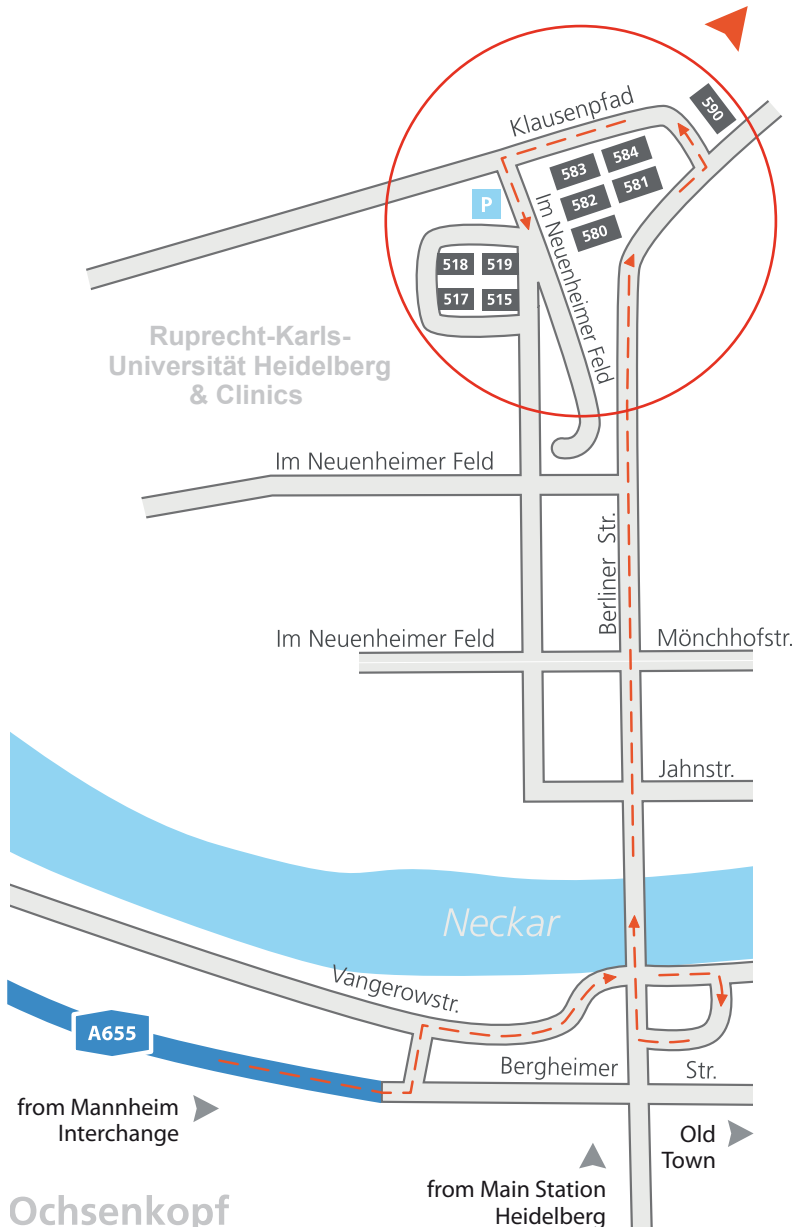 Klausenpfad
590
583
584
582
581
580
P
Im Neuenheimer Feld
518
519
517
515
Ruprecht-Karls-
Universität Heidelberg
& Clinics
Im Neuenheimer Feld
Berliner Str.
Im Neuenheimer Feld
Mönchhofstr.
Jahnstr.
Neckar
Vangerowstr.
A655
Bergheimer Str.
from Mannheim
Interchange
Old
Town
from Main Station
Heidelberg
Ochsenkopf